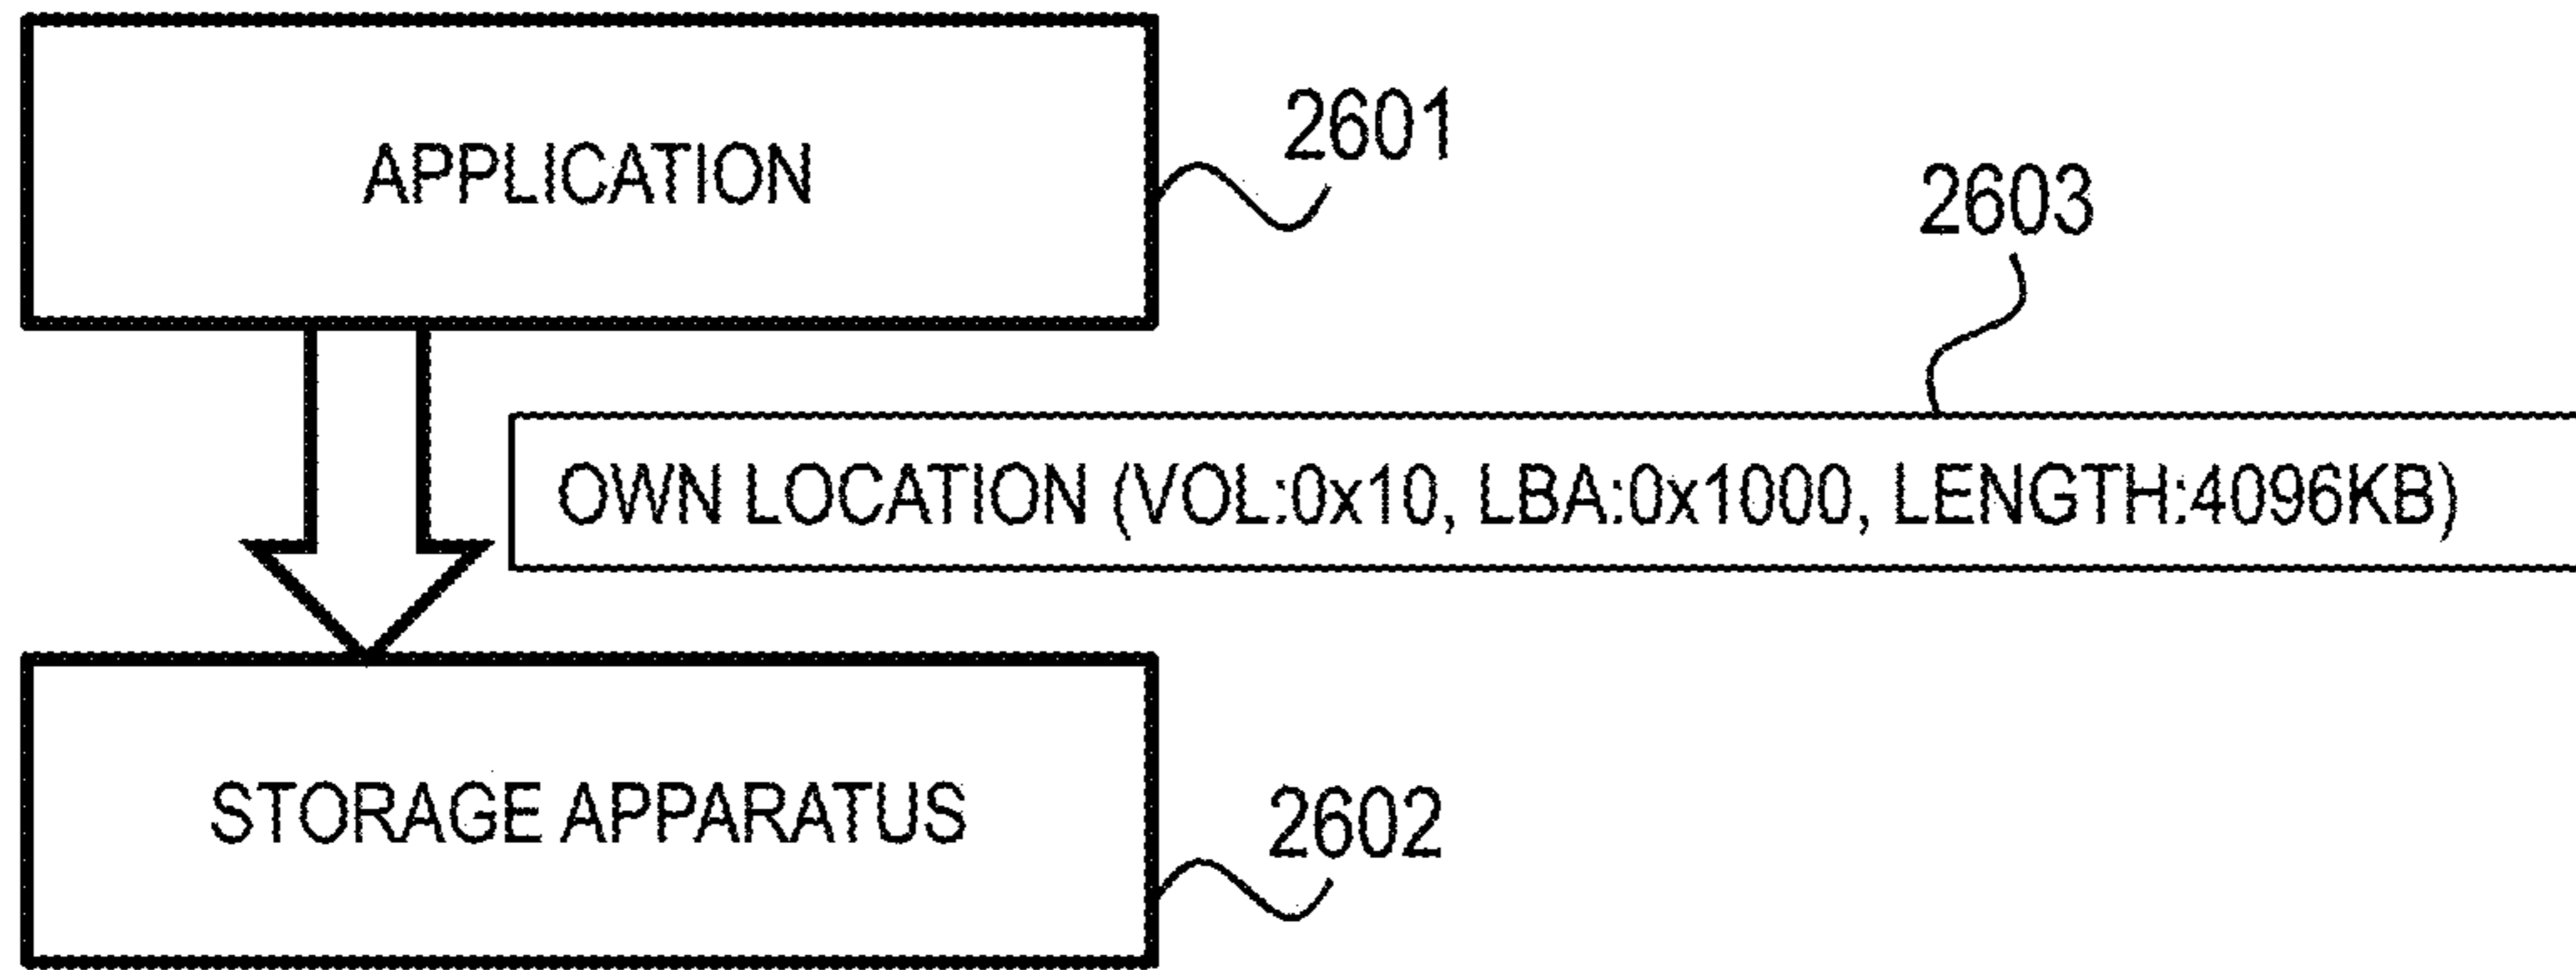 APPLICATION
2601
2603
OWN LOCATION (VOL:0x10, LBA:0x1000, LENGTH:4096KB)
STORAGE APPARATUS
2602